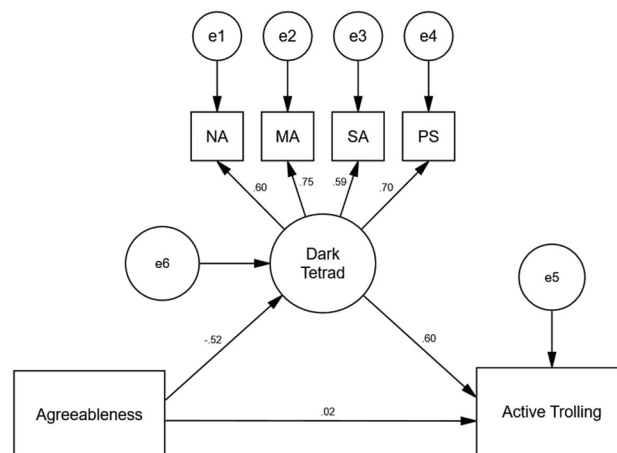 e1
e2
e3
e4
NA
MA
SA
PS
.60
.75
.59
.70
Dark
Tetrad
e6
e5
-.52
.60
Agreeableness
.02
Active Trolling